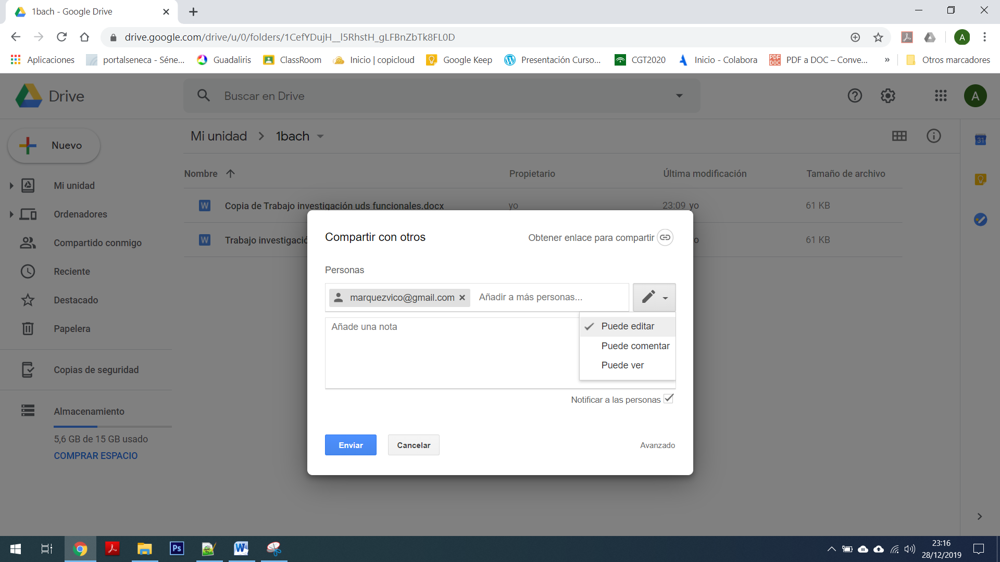 1bach - Google Drive
drive.google.com/drive/u/0/folders/1CefYDujH__l5RhstH_gLFBnZbTk8FL0D
A
Aplicaciones
portalseneca - Séne...
Guadaliris
ClassRoom
Inicio | copicloud
Google Keep
Presentación Curso...
CGT2020
Inicio - Colabora
PDF DOC
PDF a DOC – Conve...
»
Otros marcadores
Drive
Buscar en Drive
A
Nuevo
Mi unidad
1bach
31
Nombre
Propietario
Última modificación
Tamaño de archivo
Mi unidad
Ordenadores
Compartido conmigo
Reciente
Destacado
Papelera
Copias de seguridad
Almacenamiento
5,6 GB de 15 GB usado
COMPRAR ESPACIO
W
Copia de Trabajo investigación uds funcionales.docx
yo
23:09 yo
61 KB
W
Trabajo investigació
o
61 KB
Compartir con otros
Obtener enlace para compartir
Personas
marquezvico@gmail.com
Añadir a más personas...
Añade una nota
Puede editar
Puede comentar
Puede ver
Notificar a las personas
Enviar
Cancelar
Avanzado
Ps
W
23:16
28/12/2019